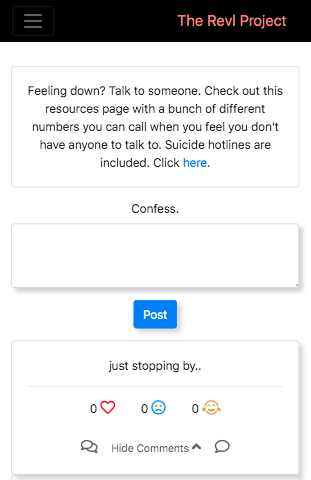 The Revl Project
Feeling down? Talk to someone. Check out this
resources page with a bunch of different
numbers you can call when you feel you don't
have anyone to talk to. Suicide hotlines are
included. Click here.
Confess.
Post
just stopping by..
0 0 0
Hide Comments